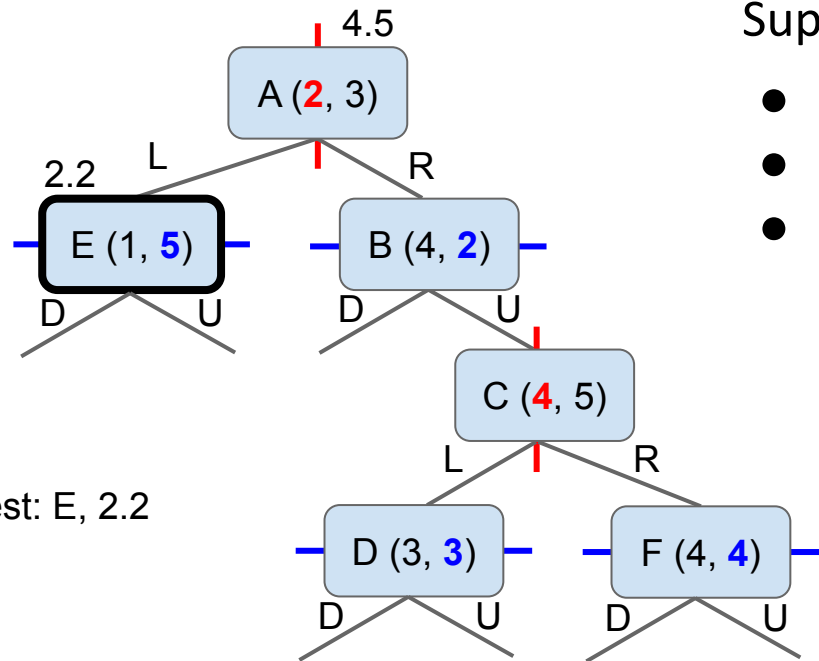 4.5
Sup
A (2, 3)
L
R
2.2
E (1, 5)
B (4, 2)
D
U
D
U
C (4, 5)
L
R
est: E, 2.2
D (3, 3)
F (4, 4)
D
U
D
U